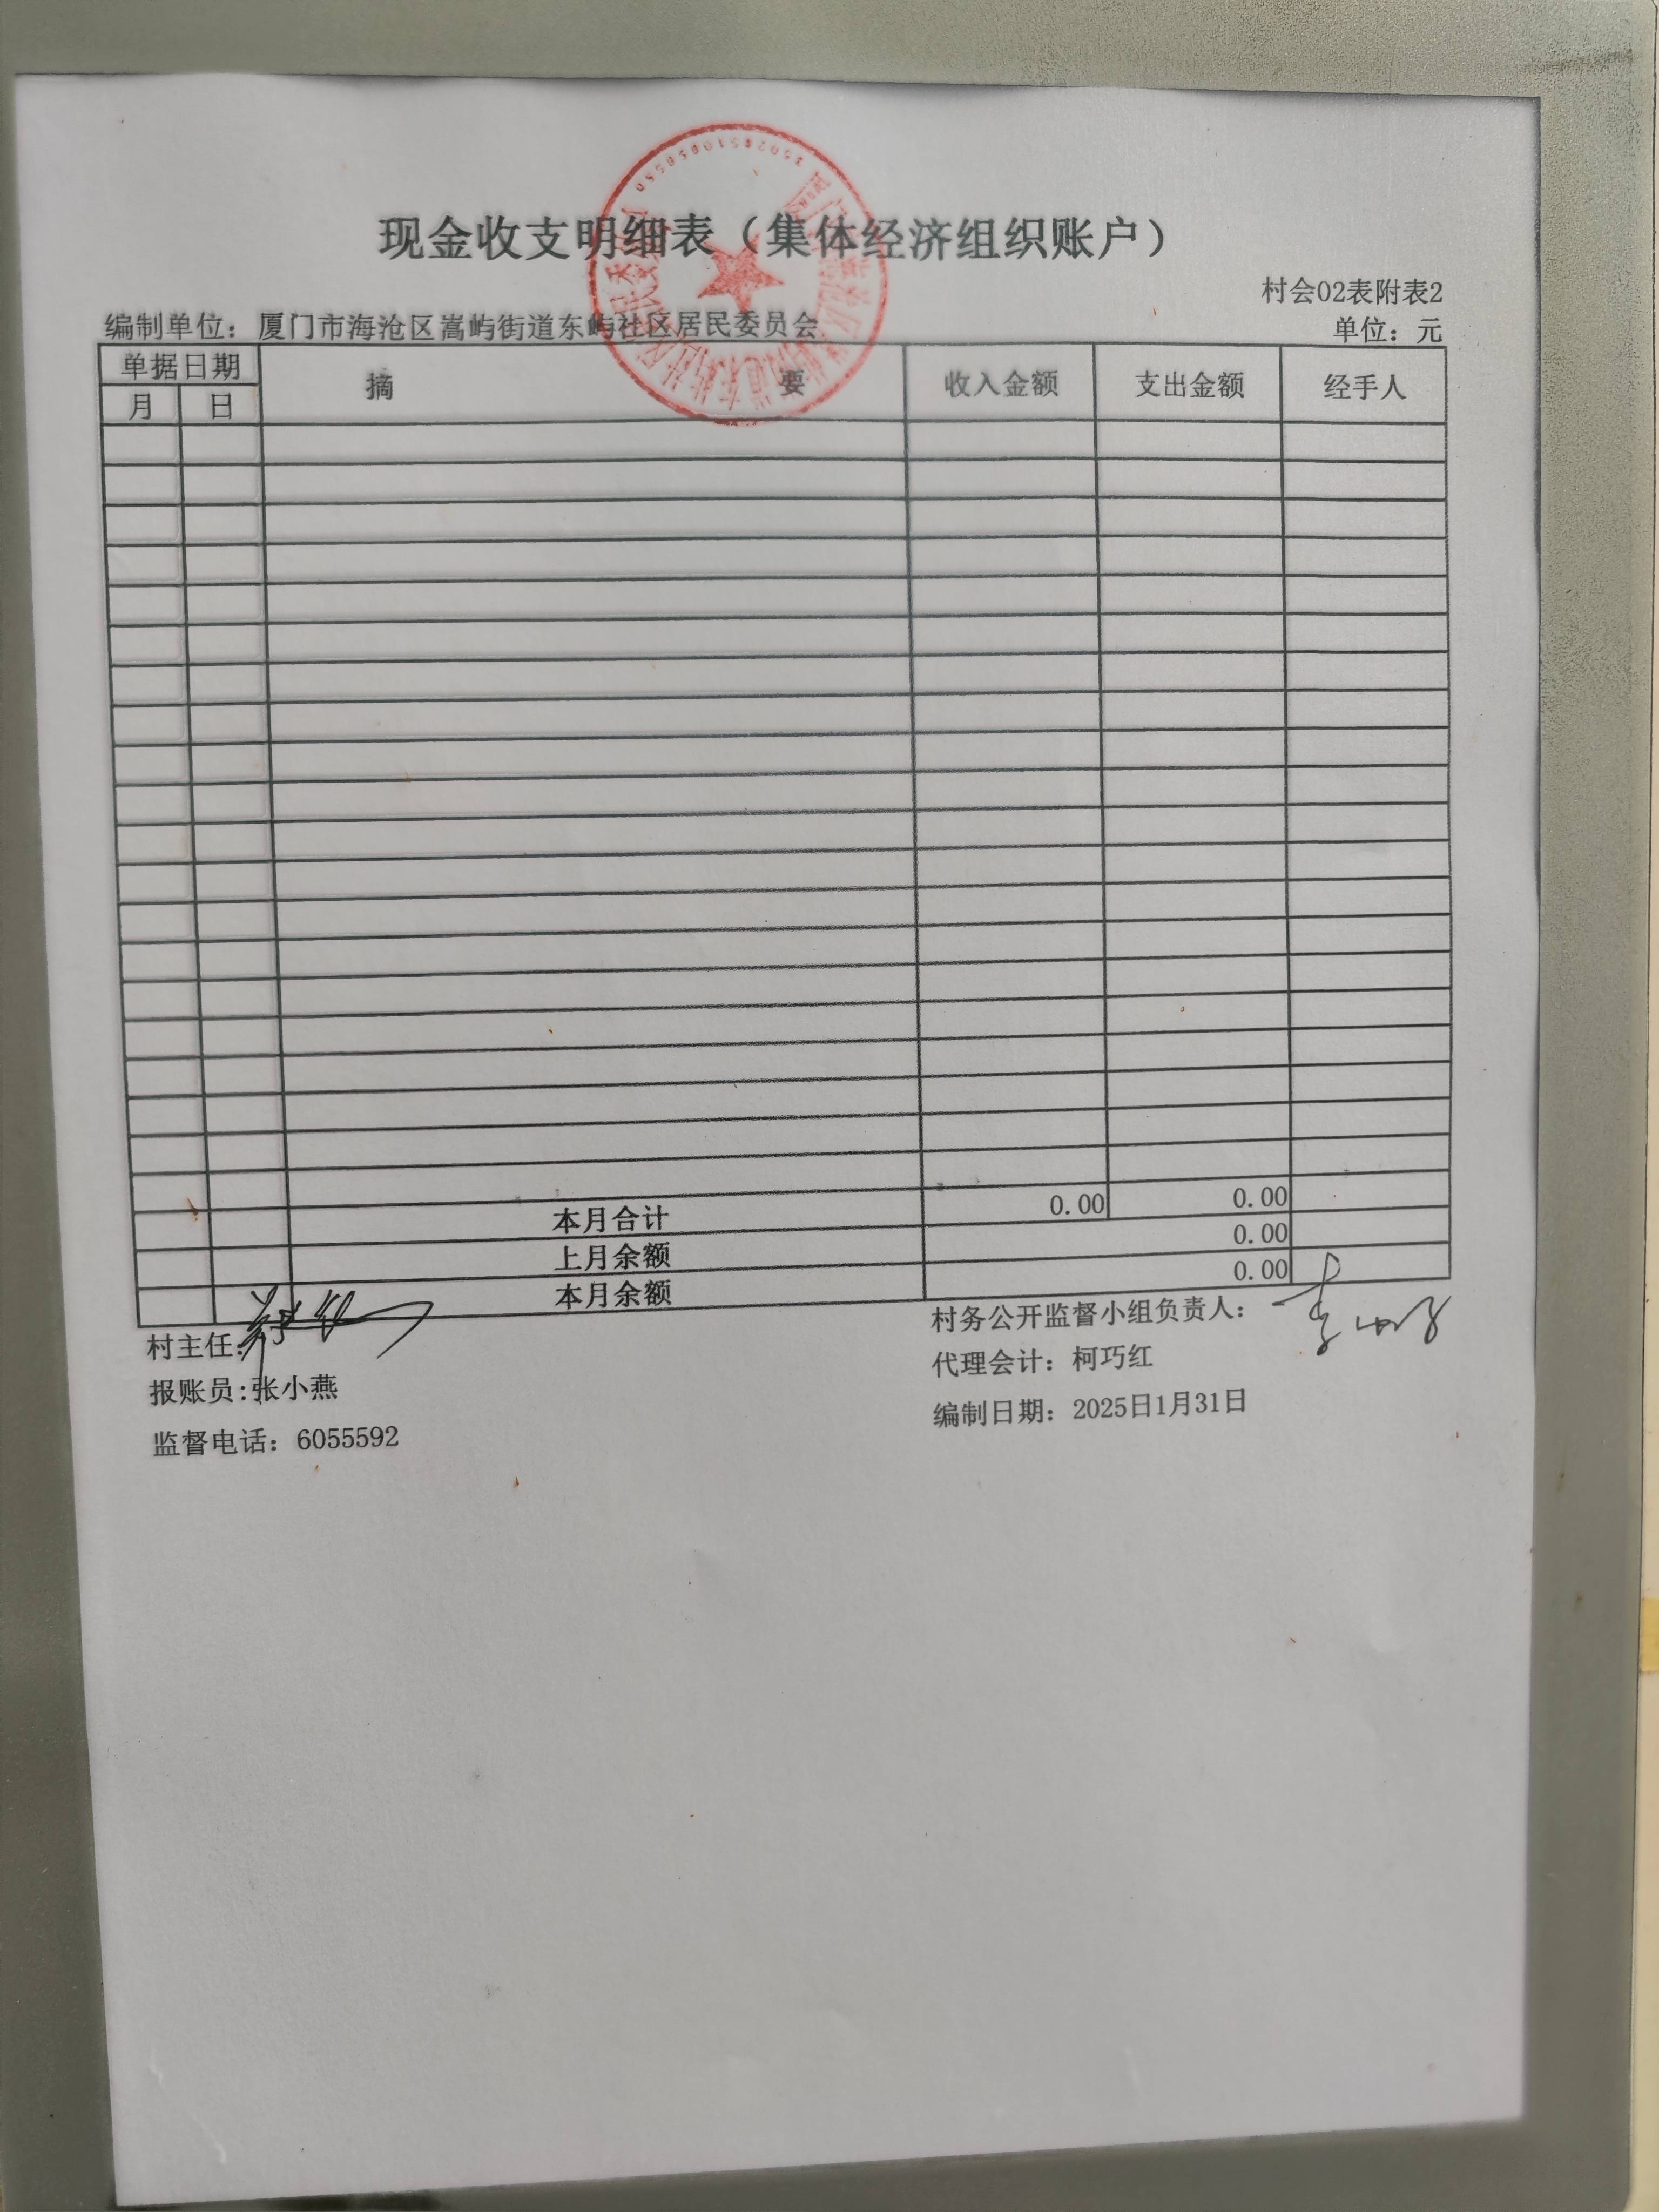 现金收支明细表（集体经济组织账户）
村会02表附表2
编制单位：厦门市海沧区嵩屿街道东屿社区居民委员会
单位：元
单据日期 摘 要 收入金额 支出金额 经手人
月 日
本月合计 0.00 0.00
上月余额 0.00
本月余额 0.00
村主任:
村务公开监督小组负责人：
报账员:张小燕
代理会计：柯巧红
监督电话：6055592
编制日期：2025日1月31日